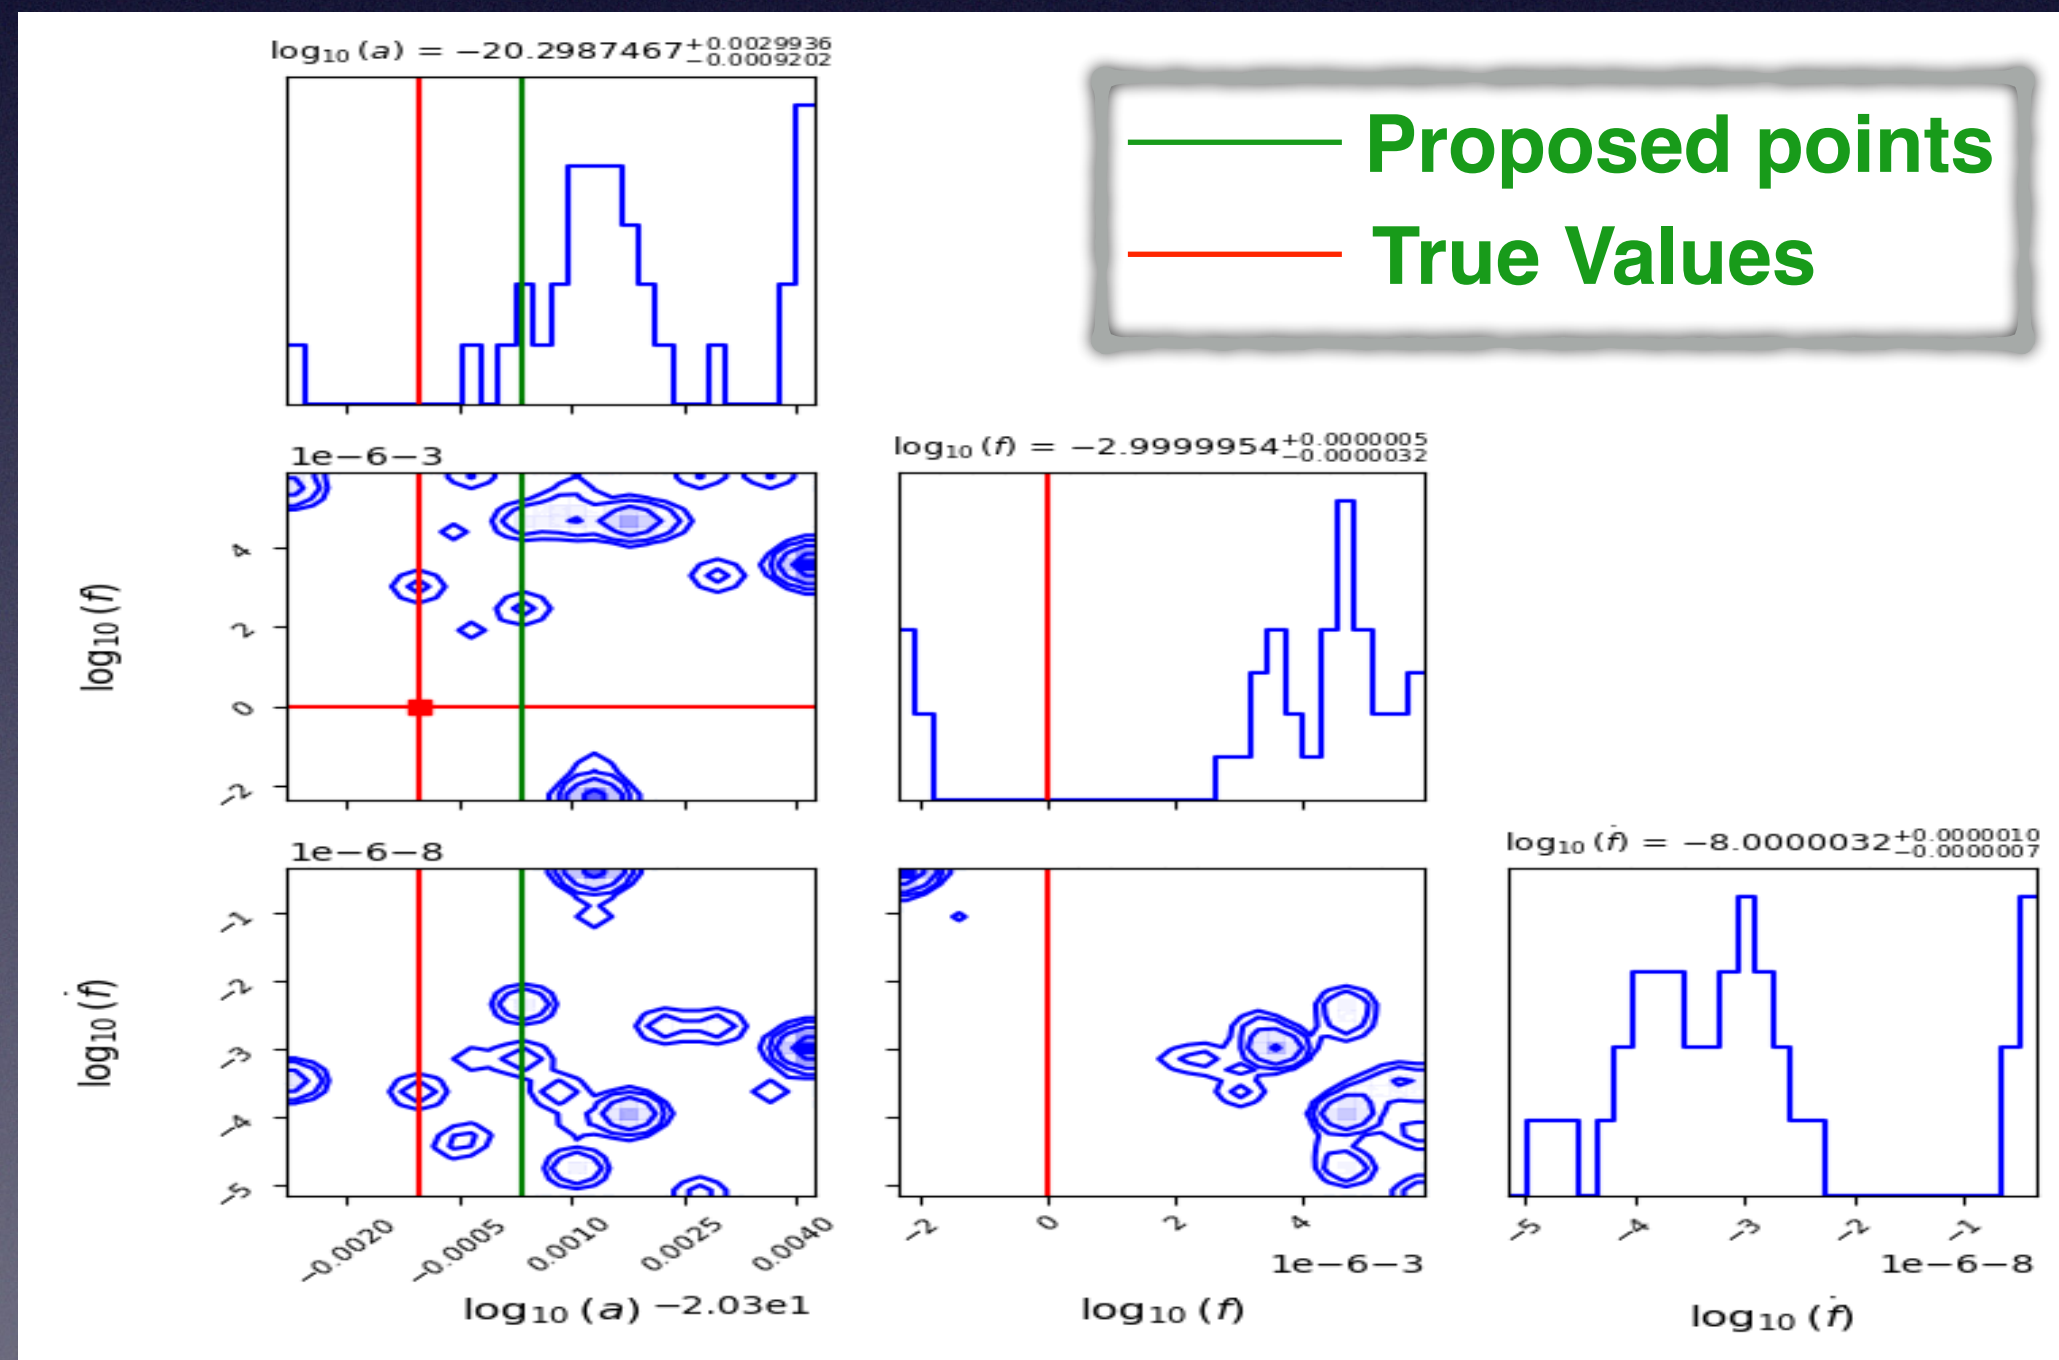 log₁₀ (a) = −20.2987467+0.0029936−0.0009202
Proposed points
True Values
1e−6−3
log₁₀ (f) = −2.9999954+0.0000005−0.0000032
log₁₀ (f)
4
2
0
−2
1e−6−8
log₁₀ (ḟ) = −8.0000032+0.0000010−0.0000007
log₁₀ (ḟ)
−1
−2
−3
−4
−5
−0.0020 −0.0005 0.0010 0.0025 0.0040
−2 0 2 4
−5 −4 −3 −2 −1
1e−6−3
1e−6−8
log₁₀ (a) −2.03e1
log₁₀ (f)
log₁₀ (ḟ)